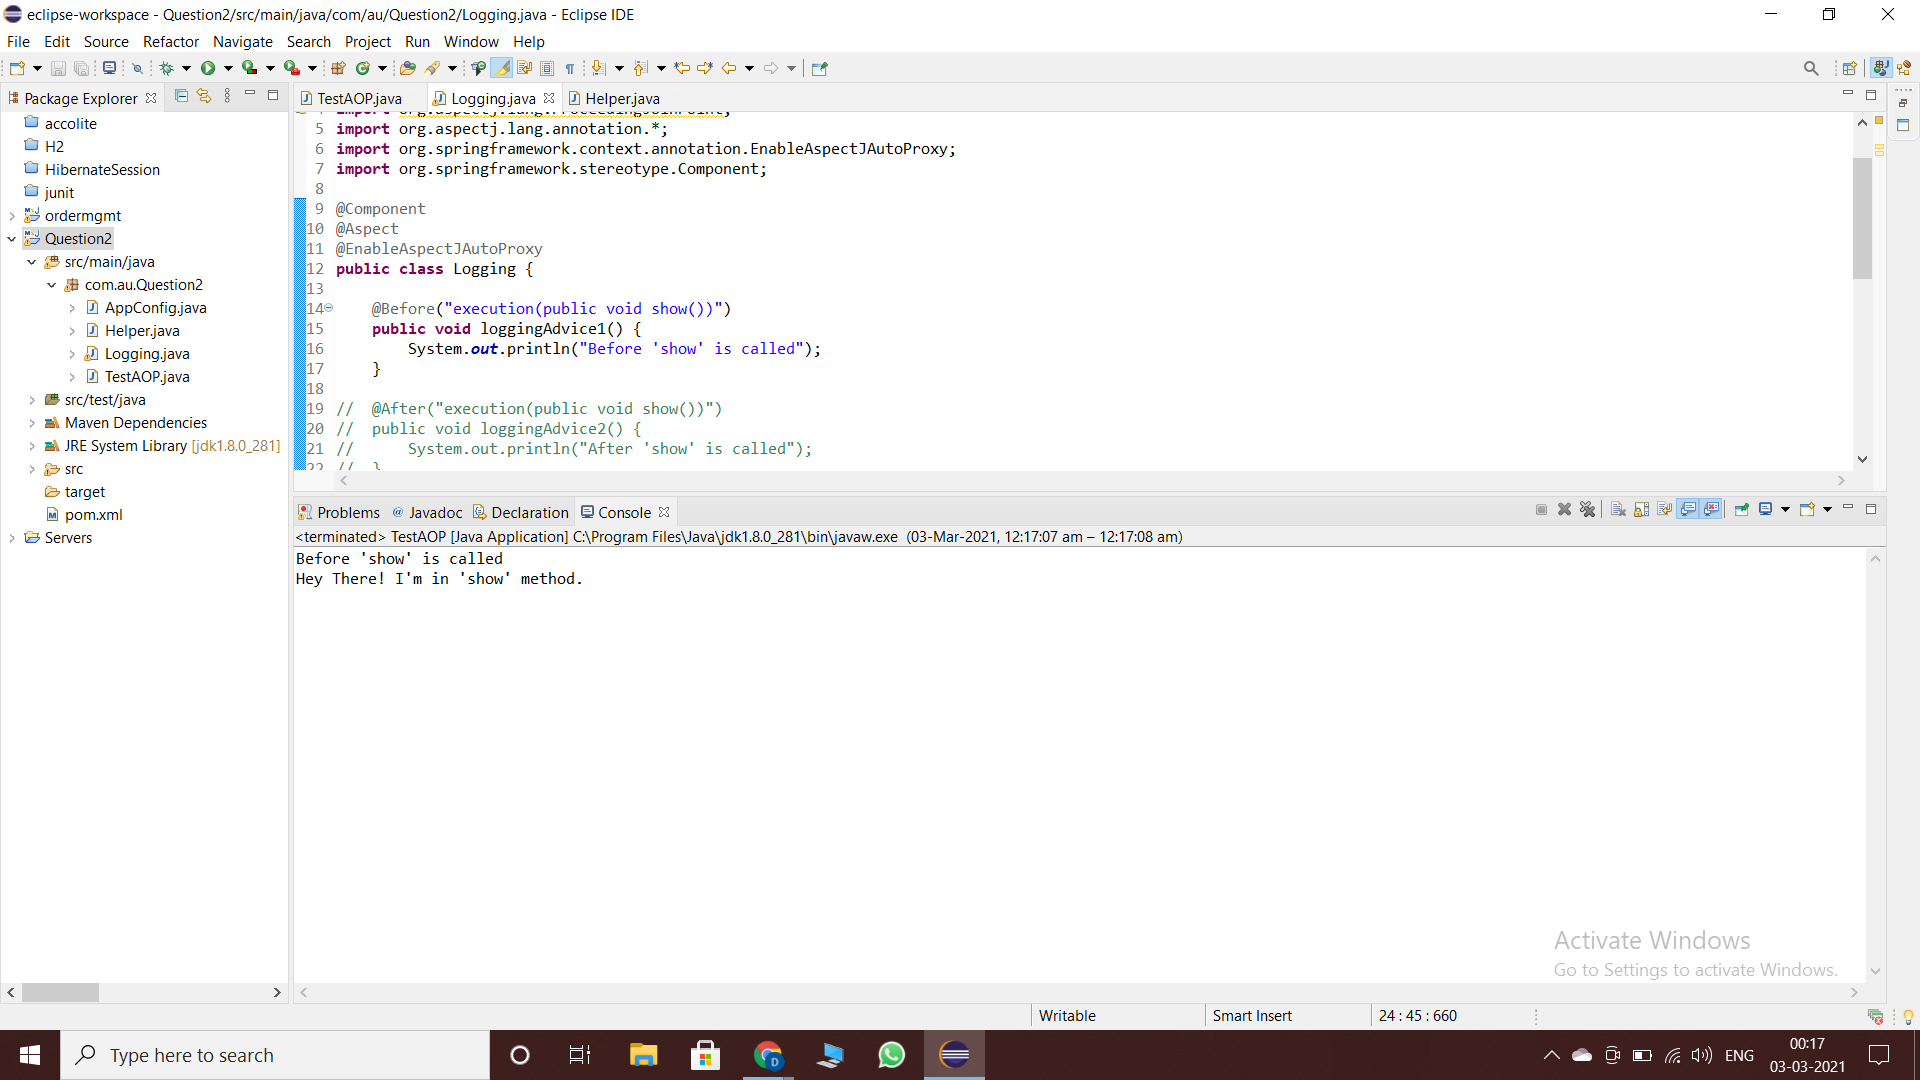 eclipse-workspace - Question2/src/main/java/com/au/Question2/Logging.java - Eclipse IDE
File Edit Source Refactor Navigate Search Project Run Window Help
Package Explorer
accolite
H2
HibernateSession
junit
ordermgmt
Question2
src/main/java
com.au.Question2
AppConfig.java
Helper.java
Logging.java
TestAOP.java
src/test/java
Maven Dependencies
JRE System Library [jdk1.8.0_281]
src
target
pom.xml
Servers
TestAOP.java Logging.java Helper.java
5 import org.aspectj.lang.annotation.*;
6 import org.springframework.context.annotation.EnableAspectJAutoProxy;
7 import org.springframework.stereotype.Component;
8
9 @Component
10 @Aspect
11 @EnableAspectJAutoProxy
12 public class Logging {
13
14 @Before("execution(public void show())")
15 public void loggingAdvice1() {
16 System.out.println("Before 'show' is called");
17 }
18
19 // @After("execution(public void show())")
20 // public void loggingAdvice2() {
21 // System.out.println("After 'show' is called");
22 // }
Problems @ Javadoc Declaration Console
<terminated> TestAOP [Java Application] C:\Program Files\Java\jdk1.8.0_281\bin\javaw.exe (03-Mar-2021, 12:17:07 am – 12:17:08 am)
Before 'show' is called
Hey There! I'm in 'show' method.
Activate Windows
Go to Settings to activate Windows.
Writable Smart Insert 24 : 45 : 660
Type here to search
ENG
00:17
03-03-2021